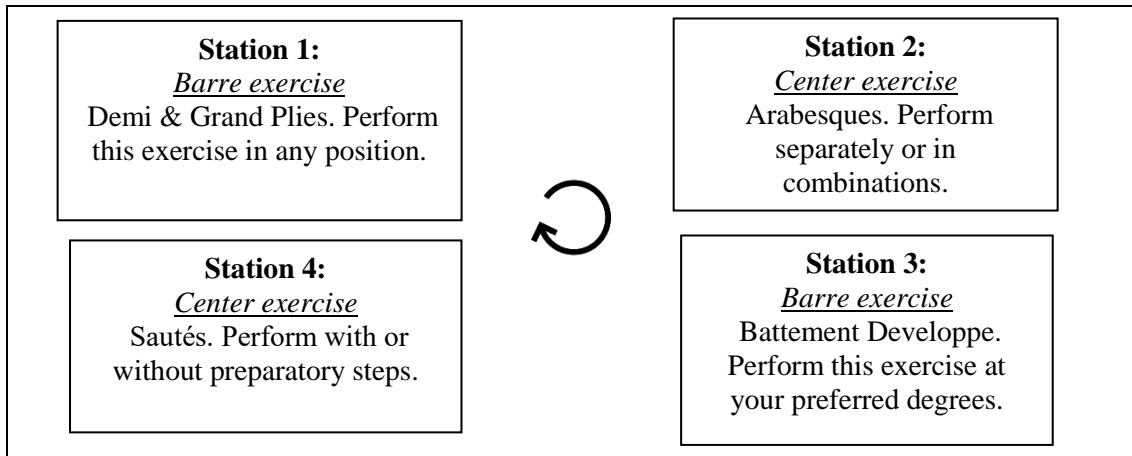 Station 1:
Barre exercise
Demi & Grand Plies. Perform
this exercise in any position.
Station 2:
Center exercise
Arabesques. Perform
separately or in
combinations.
Station 4:
Center exercise
Sautés. Perform with or
without preparatory steps.
Station 3:
Barre exercise
Battement Developpe.
Perform this exercise at
your preferred degrees.